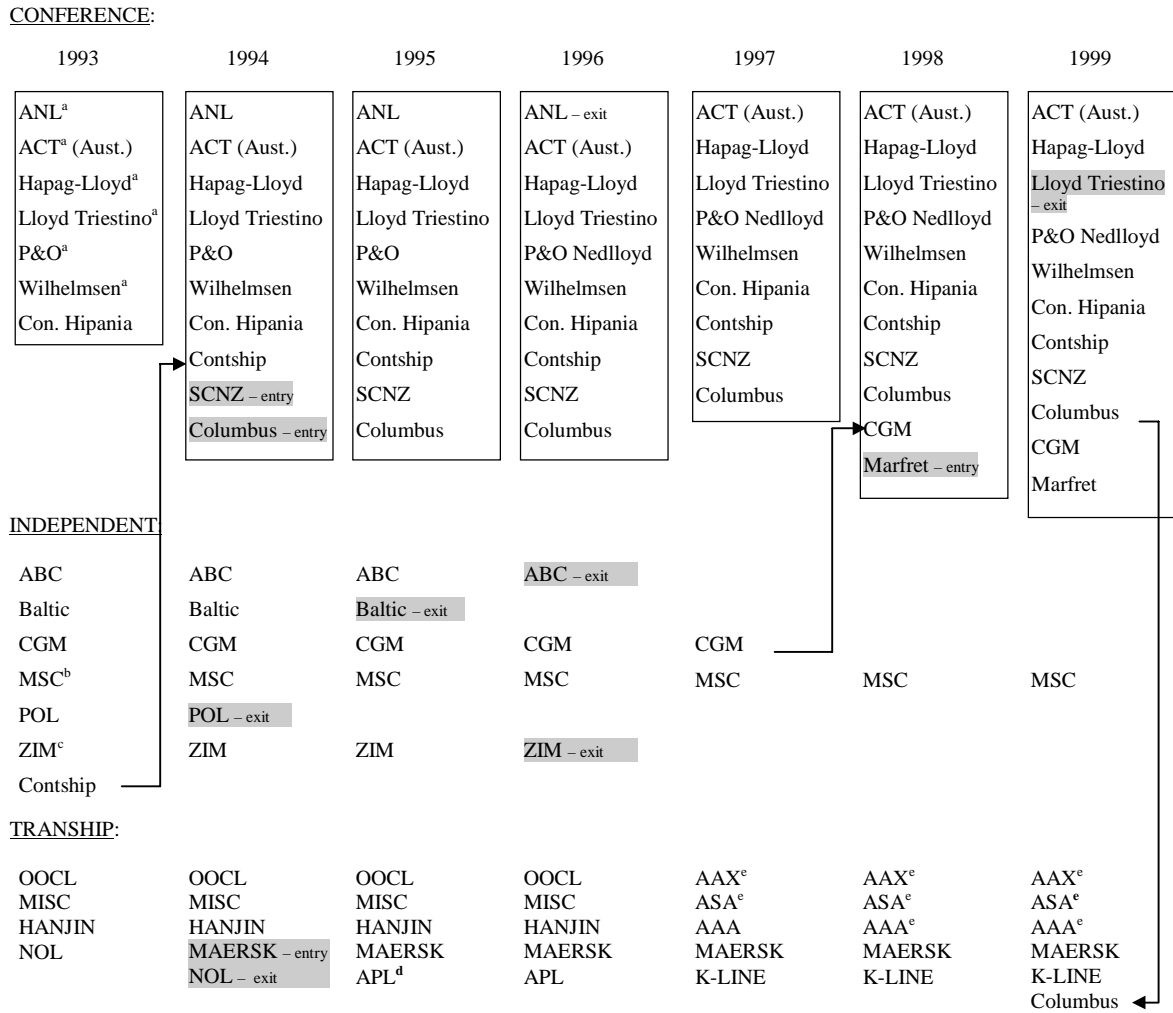 CONFERENCE:
1993 1994 1995 1996 1997 1998 1999
ANLa ANL ANL ANL – exit ACT (Aust.) ACT (Aust.) ACT (Aust.)
ACTa (Aust.) ACT (Aust.) ACT (Aust.) ACT (Aust.) Hapag-Lloyd Hapag-Lloyd Hapag-Lloyd
Hapag-Lloyda Hapag-Lloyd Hapag-Lloyd Hapag-Lloyd Lloyd Triestino Lloyd Triestino Lloyd Triestino
– exit
Lloyd Triestinoa Lloyd Triestino Lloyd Triestino Lloyd Triestino P&O Nedlloyd P&O Nedlloyd P&O Nedlloyd
P&Oa P&O P&O P&O Nedlloyd Wilhemsen Wilhemsen Wilhemsen
Wilhelmsena Wilhemsen Wilhemsen Wilhemsen Con. Hipania Con. Hipania Con. Hipania
Con. Hipania Con. Hipania Con. Hipania Con. Hipania Contship Contship Contship
Contship Contship Contship SCNZ SCNZ SCNZ
SCNZ – entry SCNZ SCNZ Columbus Columbus Columbus
Columbus – entry Columbus Columbus CGM CGM
Marfret – entry Marfret
INDEPENDENT:
ABC ABC ABC ABC – exit
Baltic Baltic Baltic – exit
CGM CGM CGM CGM CGM
MSCb MSC MSC MSC MSC MSC MSC
POL POL – exit
ZIMc ZIM ZIM ZIM – exit
Contship
TRANSHIP:
OOCL OOCL OOCL OOCL AAXe AAXe AAXe
MISC MISC MISC MISC ASAe ASAe ASAe
HANJIN HANJIN HANJIN HANJIN AAA AAAe AAAe
NOL MAERSK – entry MAERSK MAERSK MAERSK MAERSK MAERSK
NOL – exit APLd APL K-LINE K-LINE K-LINE
Columbus